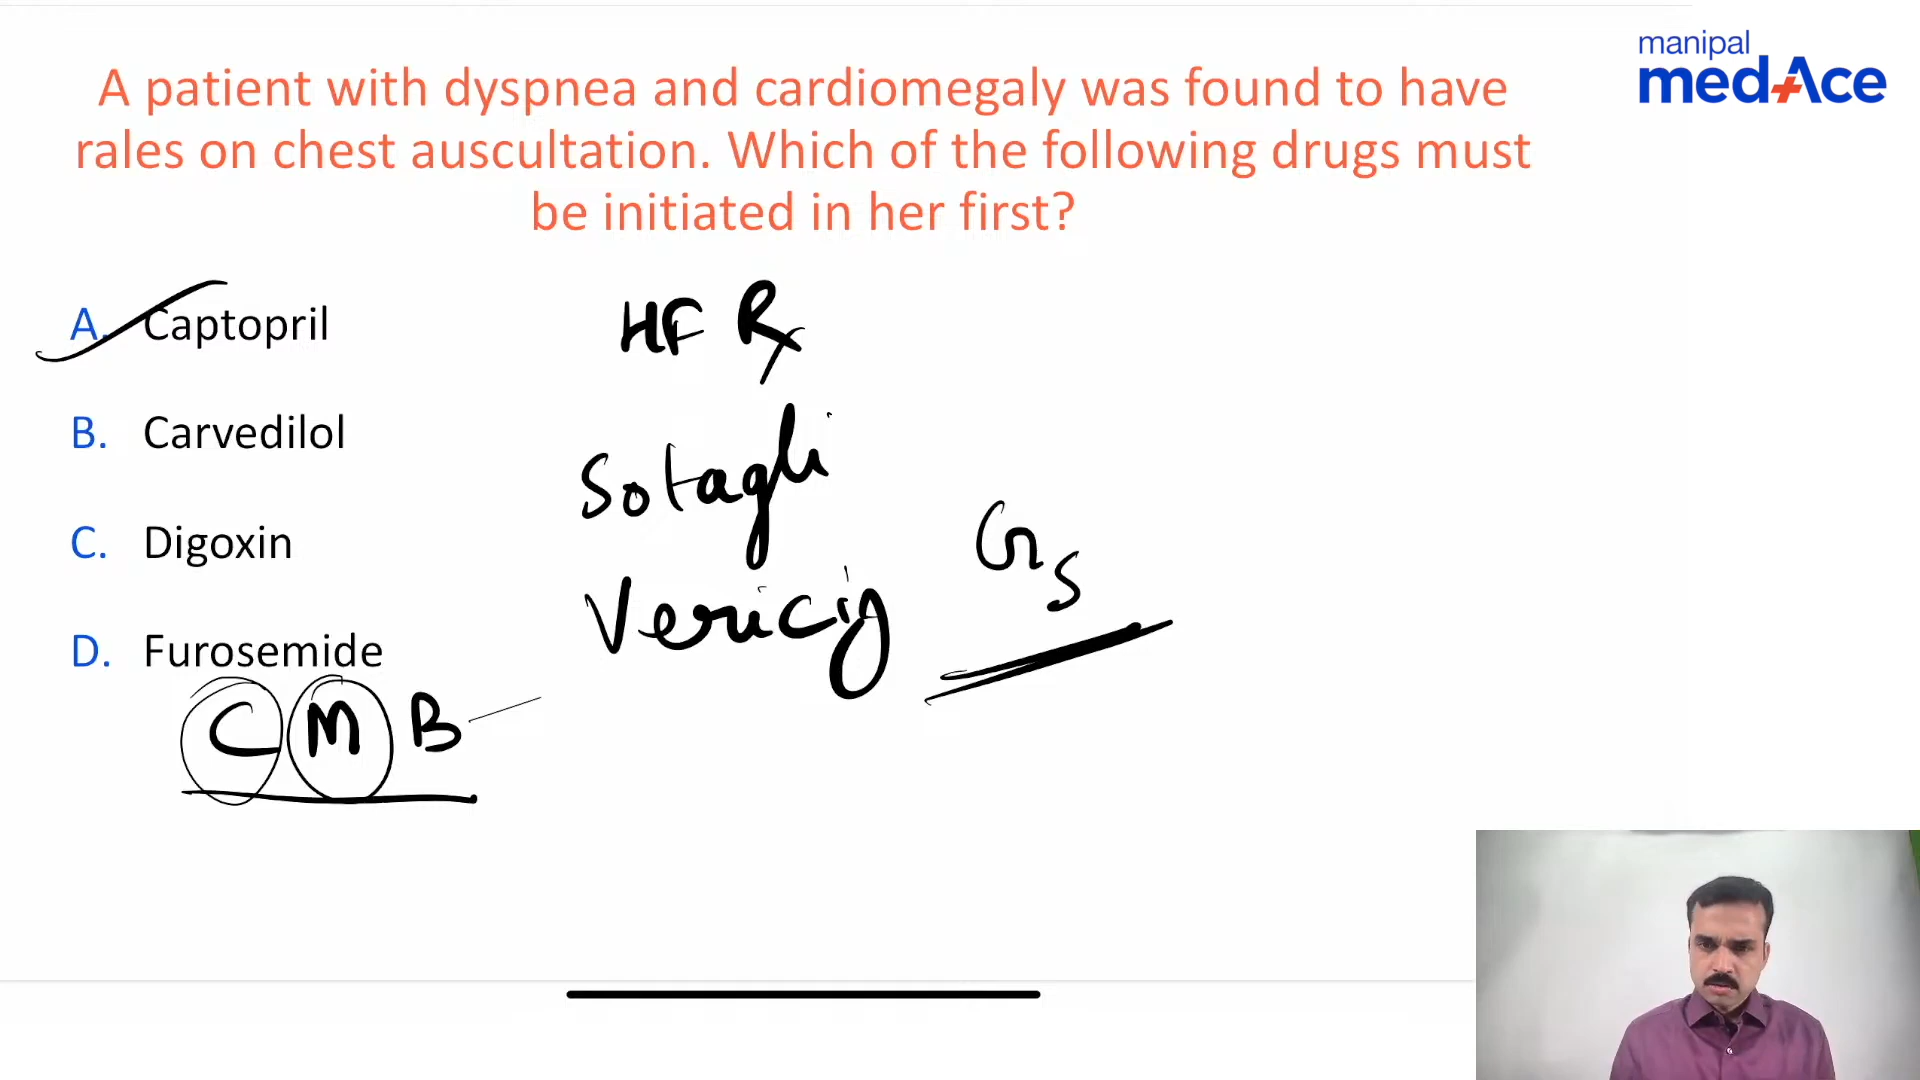 manipal
medAce
A patient with dyspnea and cardiomegaly was found to have
rales on chest auscultation. Which of the following drugs must
be initiated in her first?
A. Captopril
B. Carvedilol
C. Digoxin
D. Furosemide
HF Rx
Sotagli
Vericig
Gs
C M B